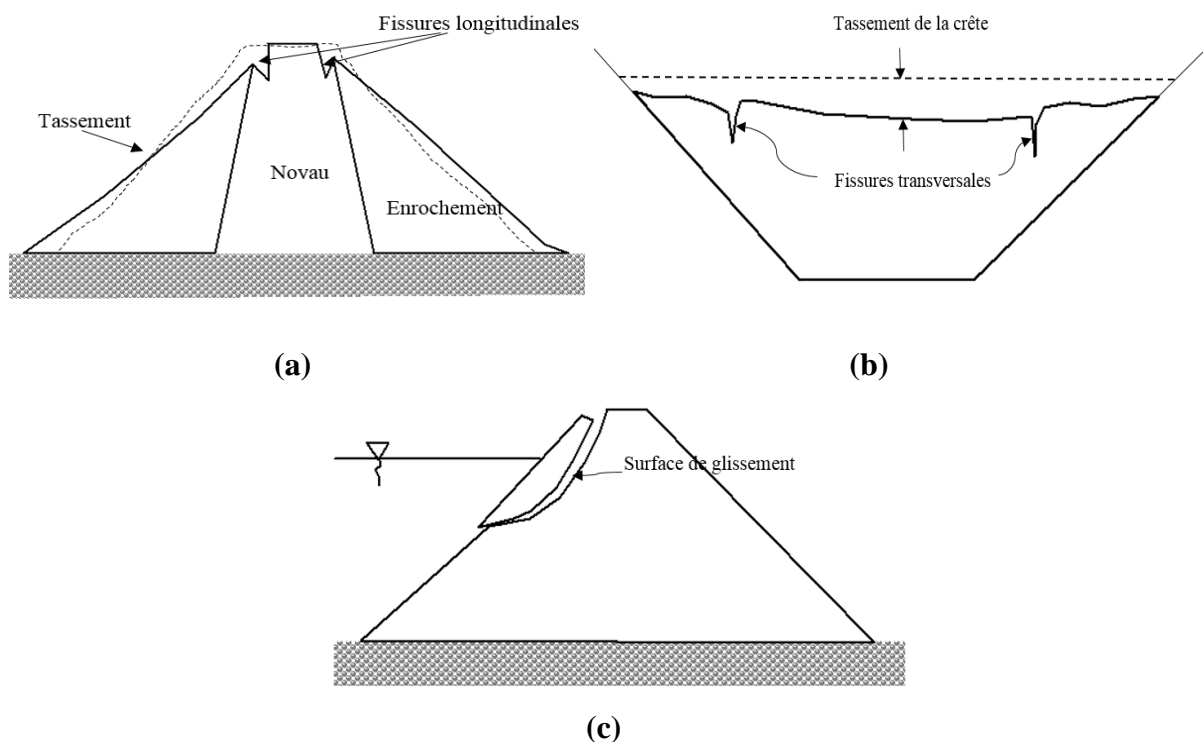 Fissures longitudinales
Tassement
Novau
Enrochement
(a)
Tassement de la crête
Fissures transversales
(b)
Surface de glissement
(c)